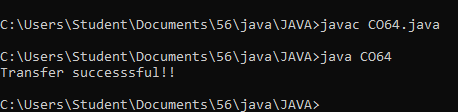 C:\Users\Student\Documents\56\java\JAVA>javac CO64.java
C:\Users\Student\Documents\56\java\JAVA>java CO64
Transfer successsful!!
C:\Users\Student\Documents\56\java\JAVA>